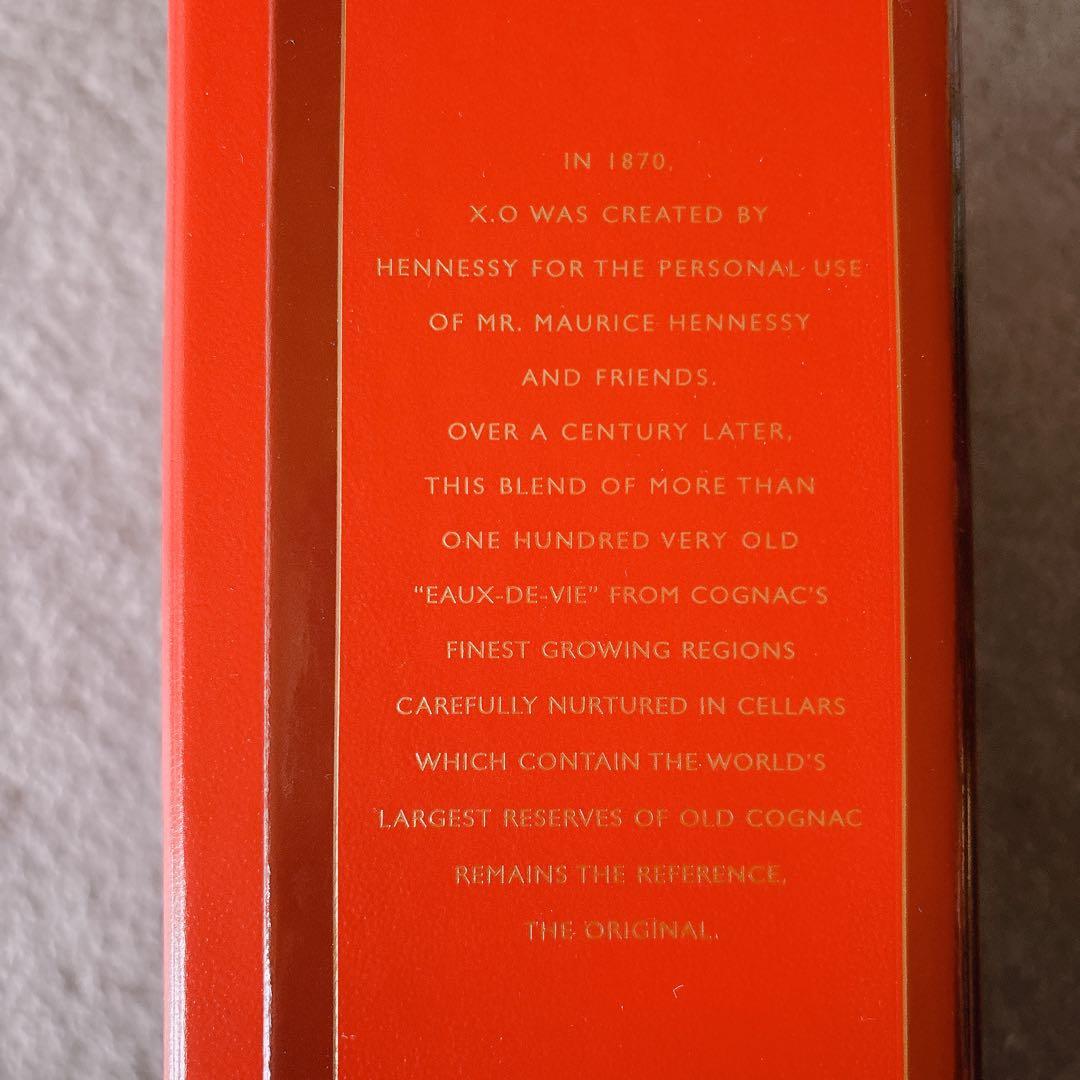 IN 1870,
X.O WAS CREATED BY
HENNESSY FOR THE PERSONAL USE
OF MR. MAURICE HENNESSY
AND FRIENDS.
OVER A CENTURY LATER,
THIS BLEND OF MORE THAN
ONE HUNDRED VERY OLD
“EAUX-DE-VIE” FROM COGNAC'S
FINEST GROWING REGIONS
CAREFULLY NURTURED IN CELLARS
WHICH CONTAIN THE WORLD'S
LARGEST RESERVES OF OLD COGNAC
REMAINS THE REFERENCE,
THE ORIGINAL.